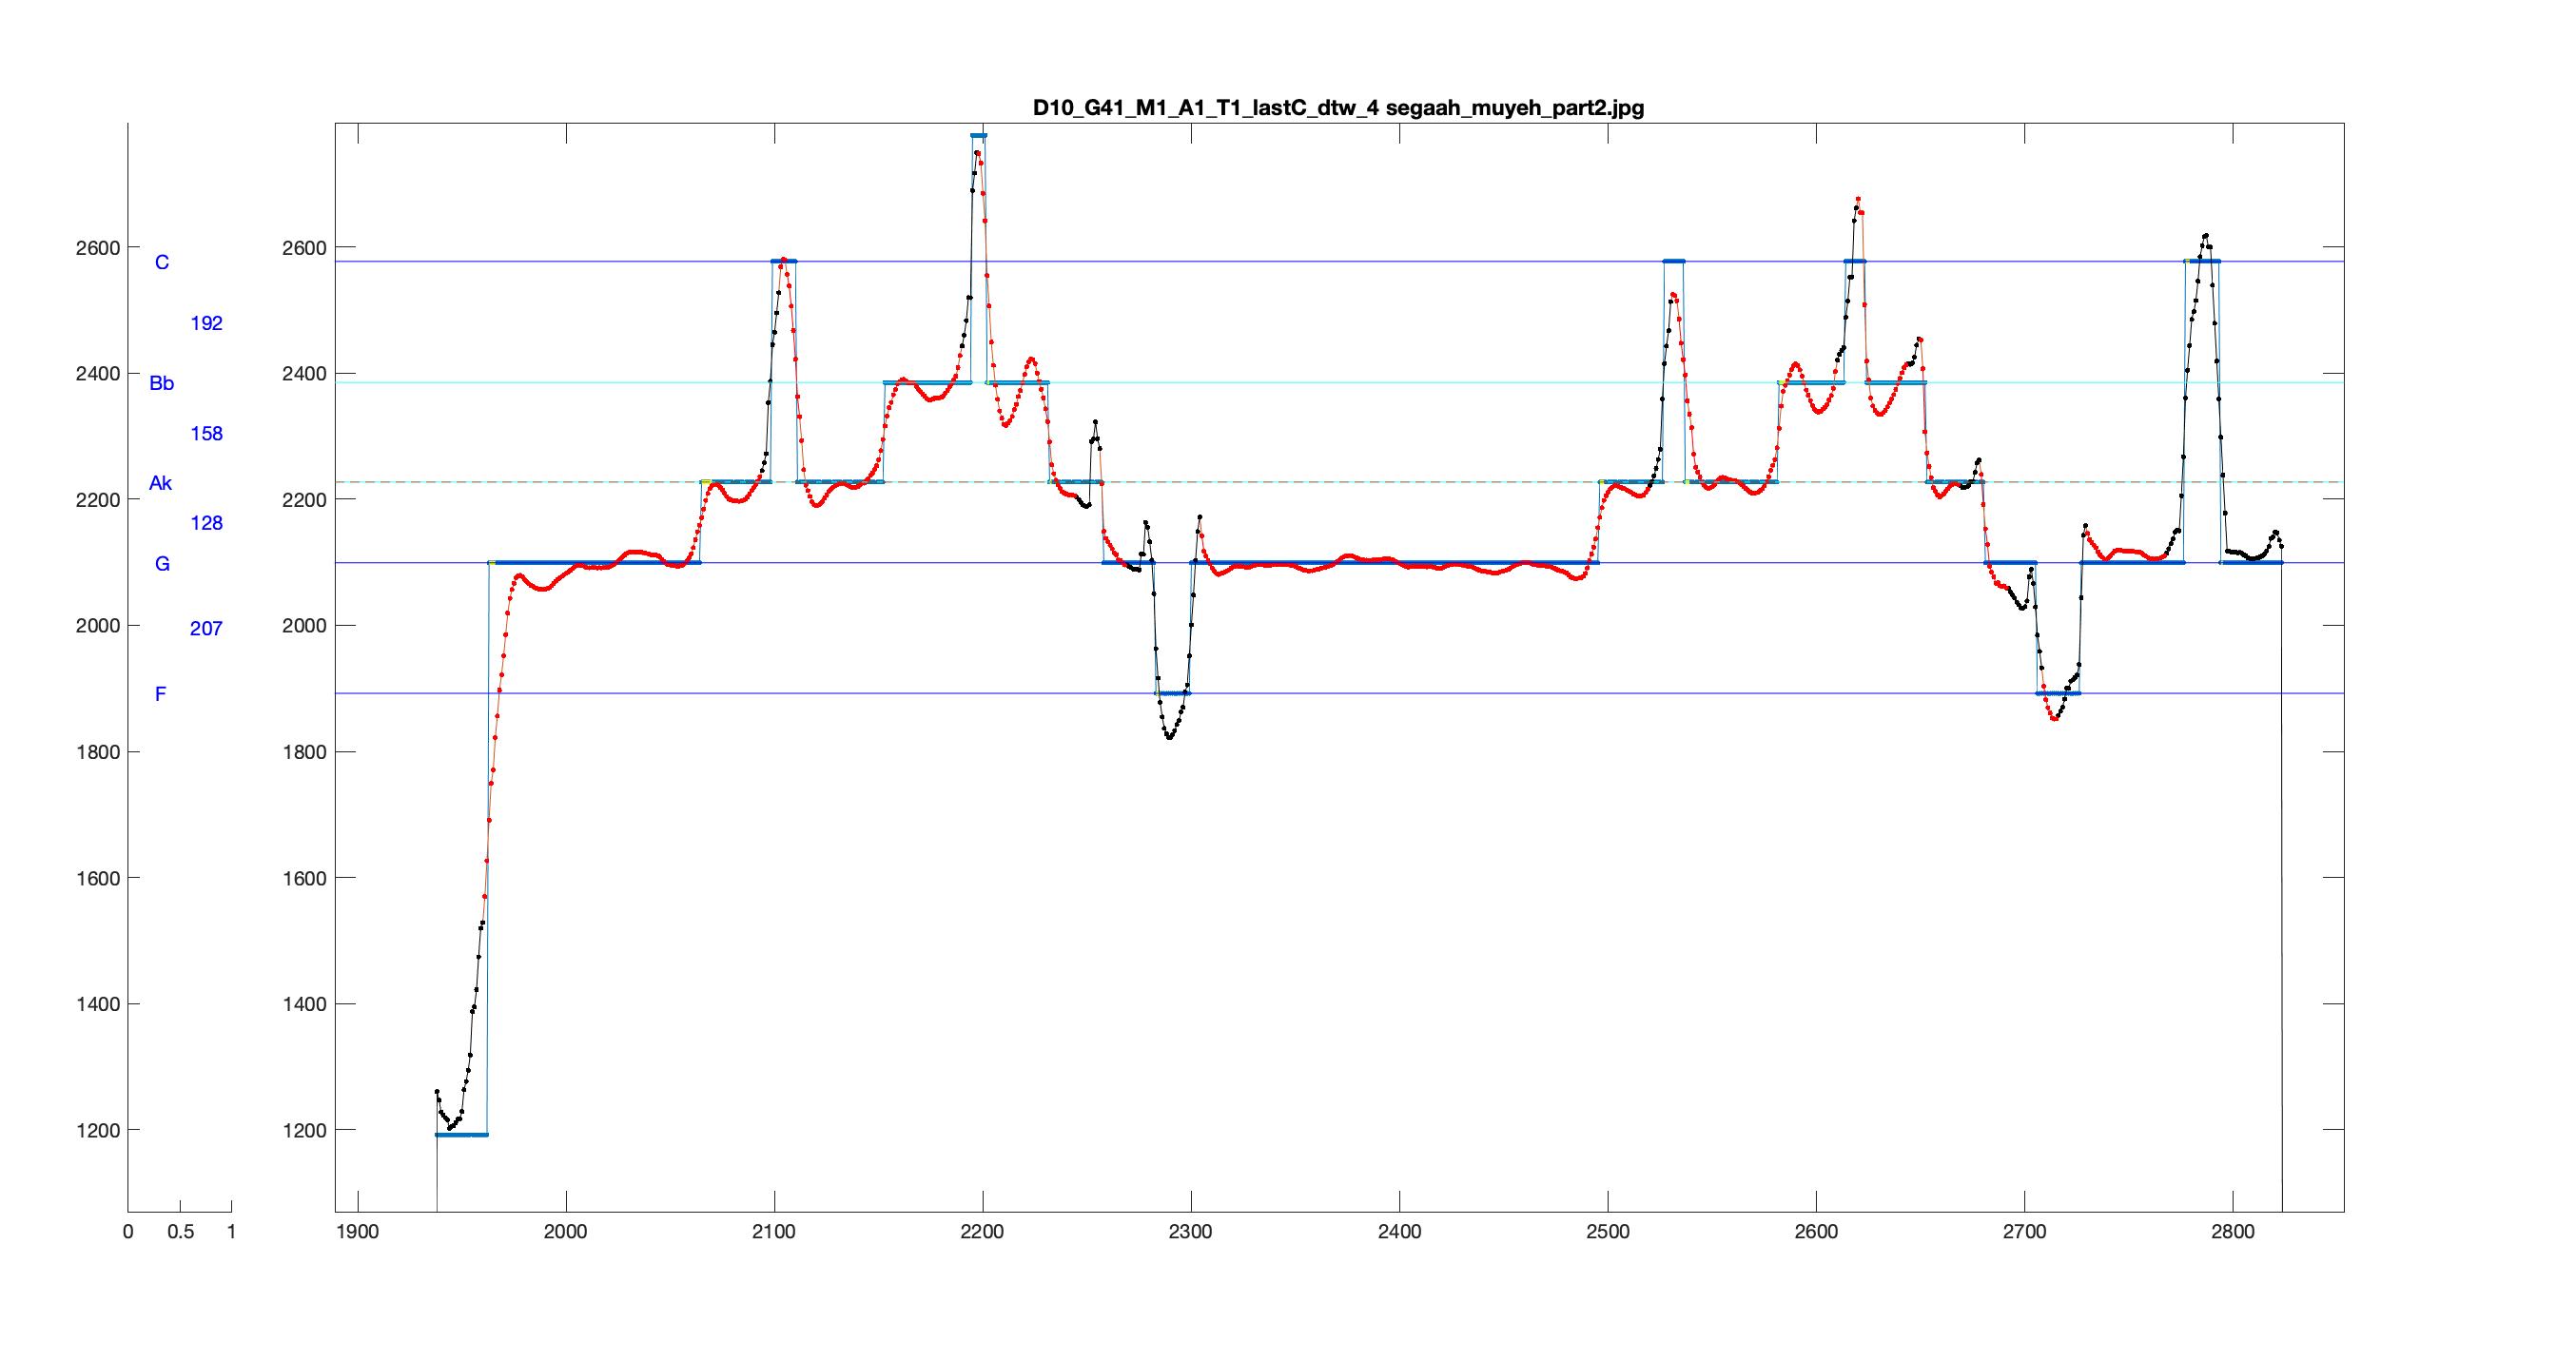 D10_G41_M1_A1_T1_lastC_dtw_4 segaah_muyeh_part2.jpg
2600 2600
C
192
2400 Bb 2400
158
Ak
2200 2200
128
G
2000 207 2000
F
1800 1800
1600 1600
1400 1400
1200 1200
0 0.5 1 1900 2000 2100 2200 2300 2400 2500 2600 2700 2800